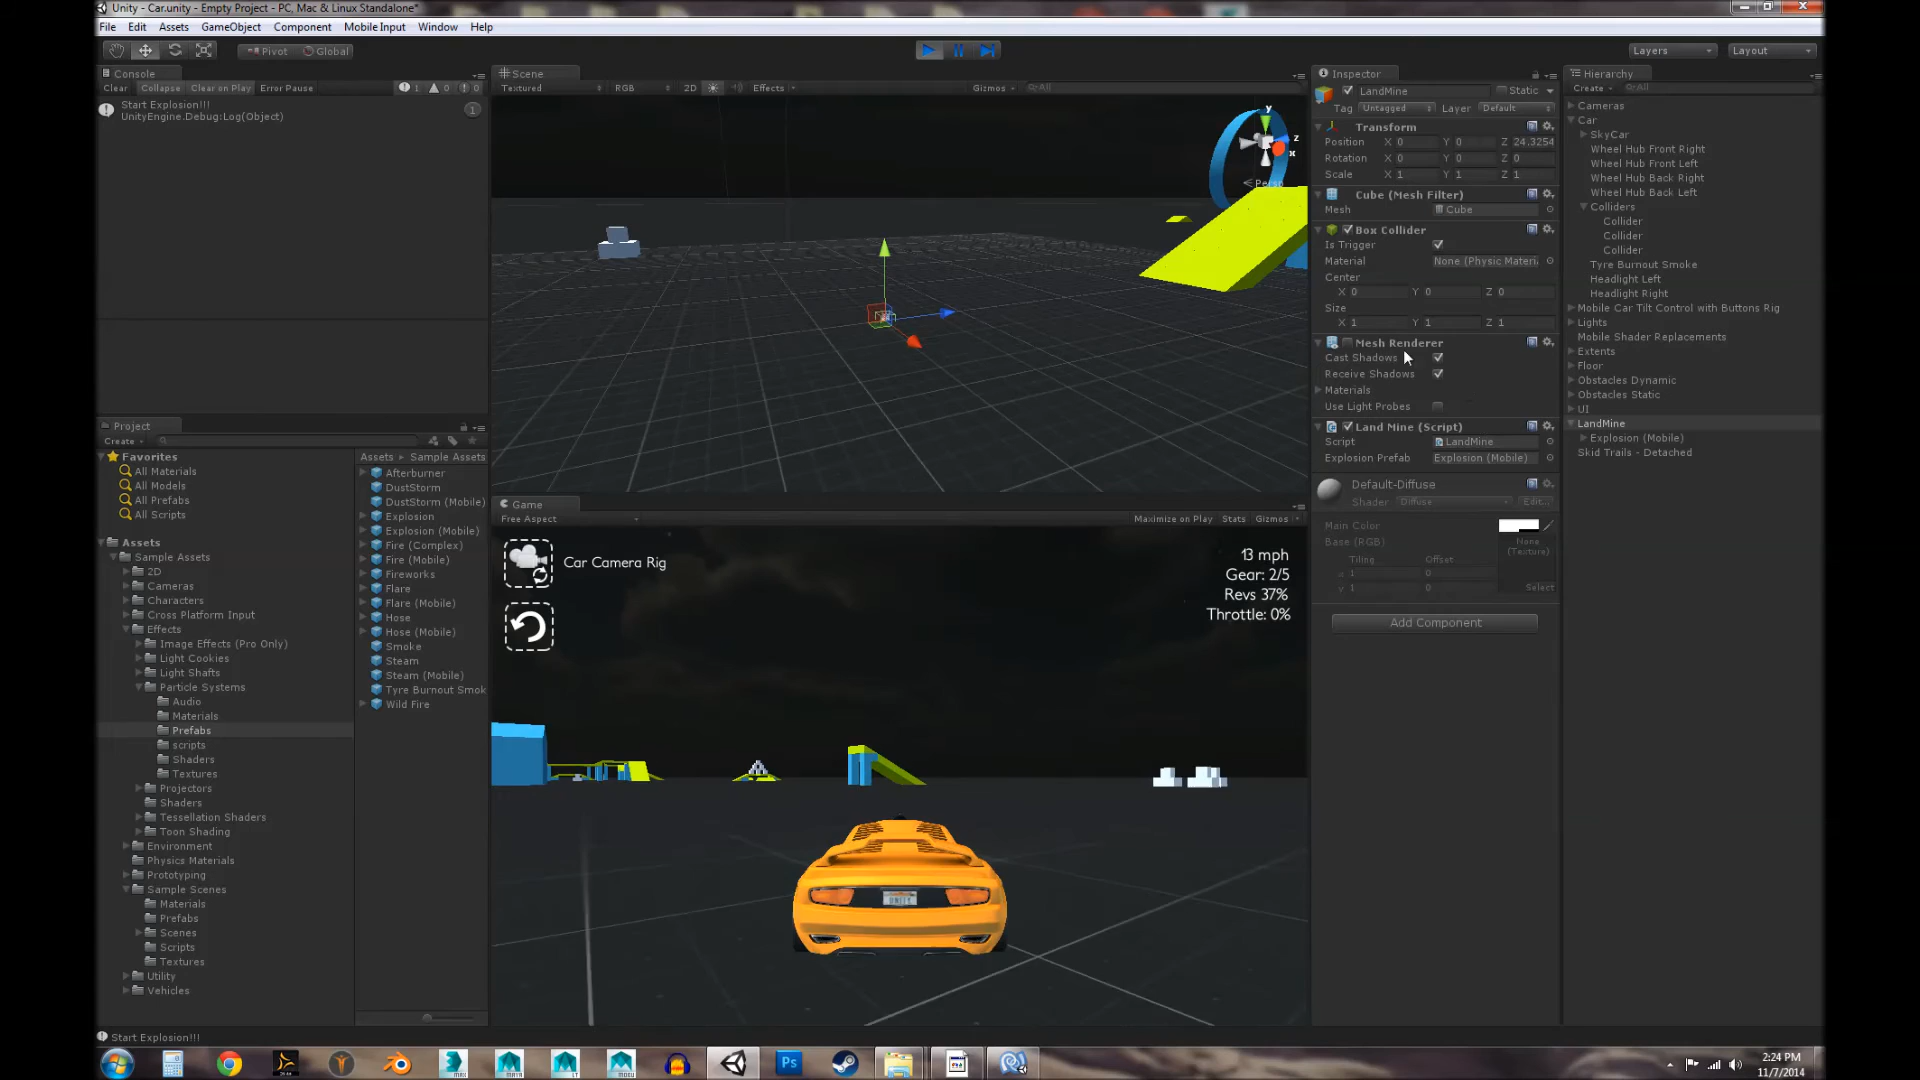 Unity - Car.unity - Empty Project - PC, Mac & Linux Standalone*
File Edit Assets GameObject Component Mobile Input Window Help
Pivot Global
Layers Layout
Console
Clear Collapse Clear on Play Error Pause 1 0 0
Start Explosion!!!
UnityEngine.Debug:Log(Object)
1
Project
Create
Favorites
All Materials
All Models
All Prefabs
All Scripts
Assets
Sample Assets
2D
Cameras
Characters
Cross Platform Input
Effects
Image Effects (Pro Only)
Light Cookies
Light Shafts
Particle Systems
Audio
Materials
Prefabs
scripts
Shaders
Textures
Projectors
Shaders
Tessellation Shaders
Toon Shading
Environment
Physics Materials
Prototyping
Sample Scenes
Materials
Prefabs
Scenes
Scripts
Textures
Utility
Vehicles
Assets Sample Assets
Afterburner
DustStorm
DustStorm (Mobile)
Explosion
Explosion (Mobile)
Fire (Complex)
Fire (Mobile)
Fireworks
Flare
Flare (Mobile)
Hose
Hose (Mobile)
Smoke
Steam
Steam (Mobile)
Tyre Burnout Smok
Wild Fire
Scene
Textured RGB 2D Effects Gizmos All
y
z
x
Persp
Game
Free Aspect Maximize on Play Stats Gizmos
Car Camera Rig
13 mph
Gear: 2/5
Revs 37%
Throttle: 0%
UNITY
Inspector
LandMine Static
Tag Untagged Layer Default
Transform
Position X 0 Y 0 Z 24.3254
Rotation X 0 Y 0 Z 0
Scale X 1 Y 1 Z 1
Cube (Mesh Filter)
Mesh Cube
Box Collider
Is Trigger
Material None (Physic Materi
Center
X 0 Y 0 Z 0
Size
X 1 Y 1 Z 1
Mesh Renderer
Cast Shadows
Receive Shadows
Materials
Use Light Probes
Land Mine (Script)
Script LandMine
Explosion Prefab Explosion (Mobile)
Default-Diffuse
Shader Diffuse Edit...
Main Color
Base (RGB) None
(Texture)
Tiling Offset
x 1 0
y 1 0 Select
Add Component
Hierarchy
Create All
Cameras
Car
SkyCar
Wheel Hub Front Right
Wheel Hub Front Left
Wheel Hub Back Right
Wheel Hub Back Left
Colliders
Collider
Collider
Collider
Tyre Burnout Smoke
Headlight Left
Headlight Right
Mobile Car Tilt Control with Buttons Rig
Lights
Mobile Shader Replacements
Extents
Floor
Obstacles Dynamic
Obstacles Static
UI
LandMine
Explosion (Mobile)
Skid Trails - Detached
Start Explosion!!!
MAX
MAYA
LT
Ps
2:24 PM
11/7/2014